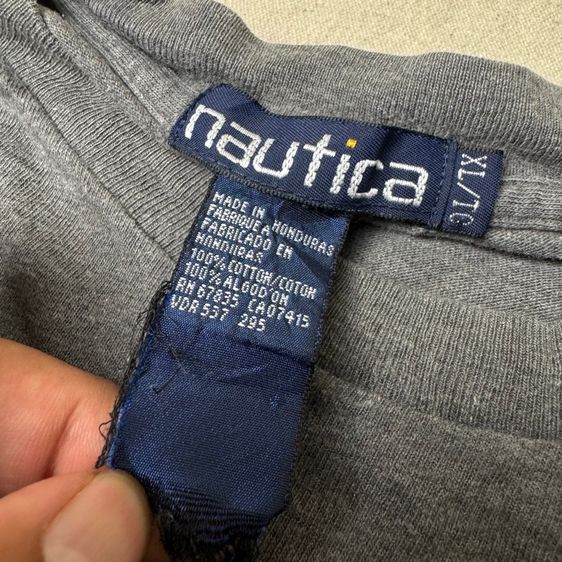 nautica
XL/TG
MADE IN HONDURAS
FABRIQUE A
FABRICADO EN
HONDURAS
100% COTTON/COTON
100% ALGODON
RN 67835 CA07415
VDR 537 295